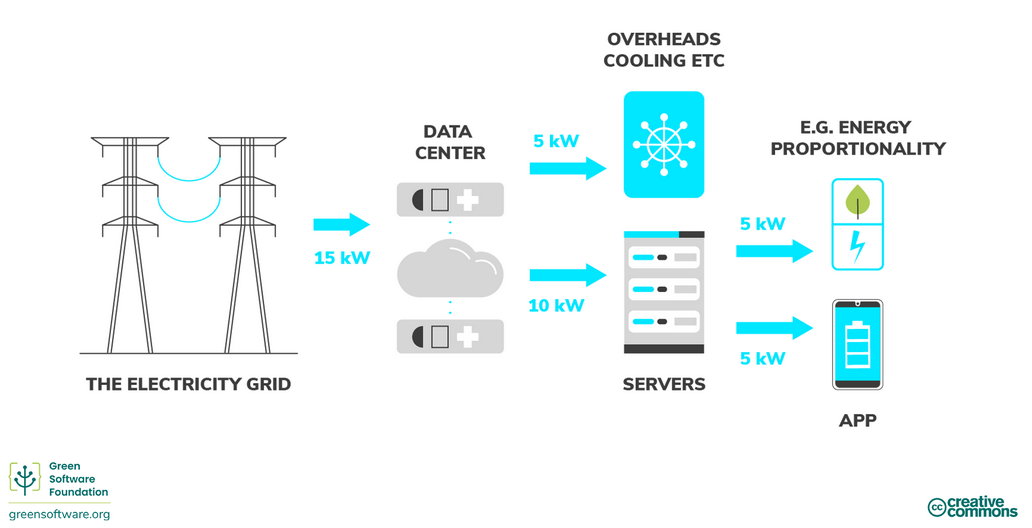 OVERHEADS
COOLING ETC
DATA
CENTER
5 kW
E.G. ENERGY
PROPORTIONALITY
15 kW
10 kW
5 kW
5 kW
THE ELECTRICITY GRID
SERVERS
APP
Green
Software
Foundation
greensoftware.org
cc creative
commons